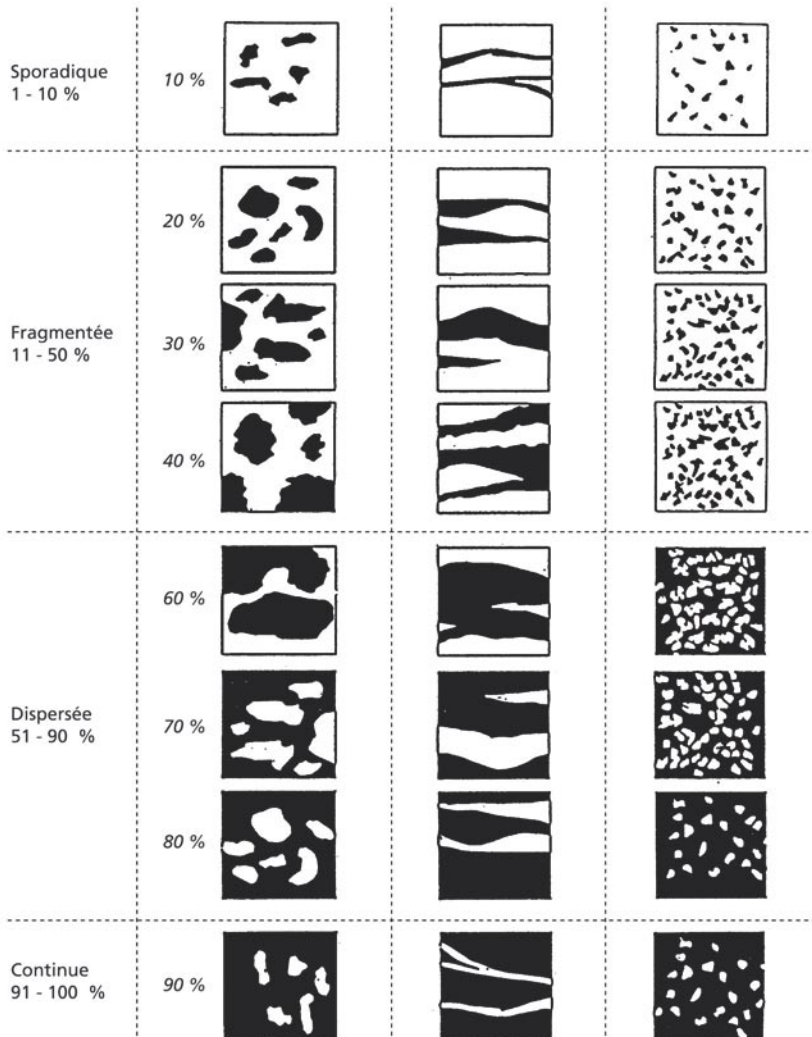 Sporadique
1 - 10 %
10 %
20 %
Fragmentée
11 - 50 %
30 %
40 %
60 %
Dispersée
51 - 90 %
70 %
80 %
Continue
91 - 100 %
90 %